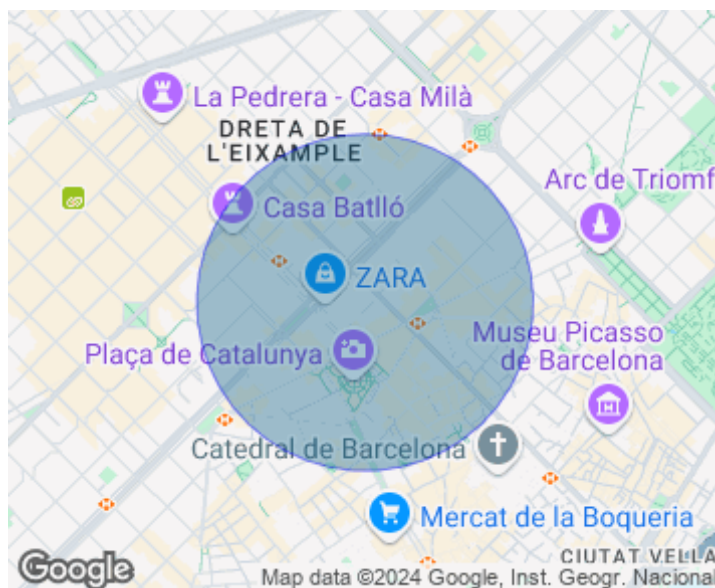 La Pedrera - Casa Milà
DRETA DE
L'EIXAMPLE
Arc de Triomf
Casa Batlló
ZARA
Museu Picasso
de Barcelona
Plaça de Catalunya
Catedral de Barcelona
Mercat de la Boqueria
CIUTAT VELLA
Google
Map data ©2024 Google, Inst. Geogr. Nacional